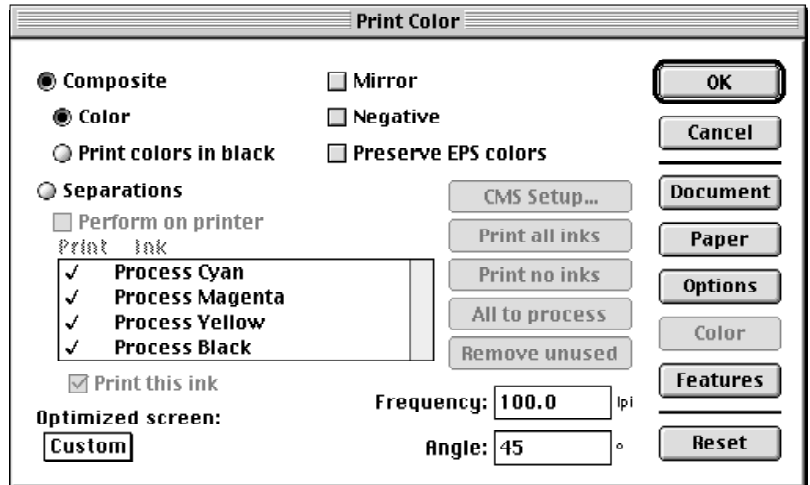 Print Color
Composite
Mirror
OK
Color
Negative
Cancel
Print colors in black
Preserve EPS colors
Separations
CMS Setup...
Document
Perform on printer
Print all inks
Paper
Print Ink
Process Cyan
Print no inks
Options
Process Magenta
Process Yellow
All to process
Color
Process Black
Remove unused
Print this ink
Features
Frequency: 100.0 lpi
Optimized screen:
Custom
Angle: 45 °
Reset